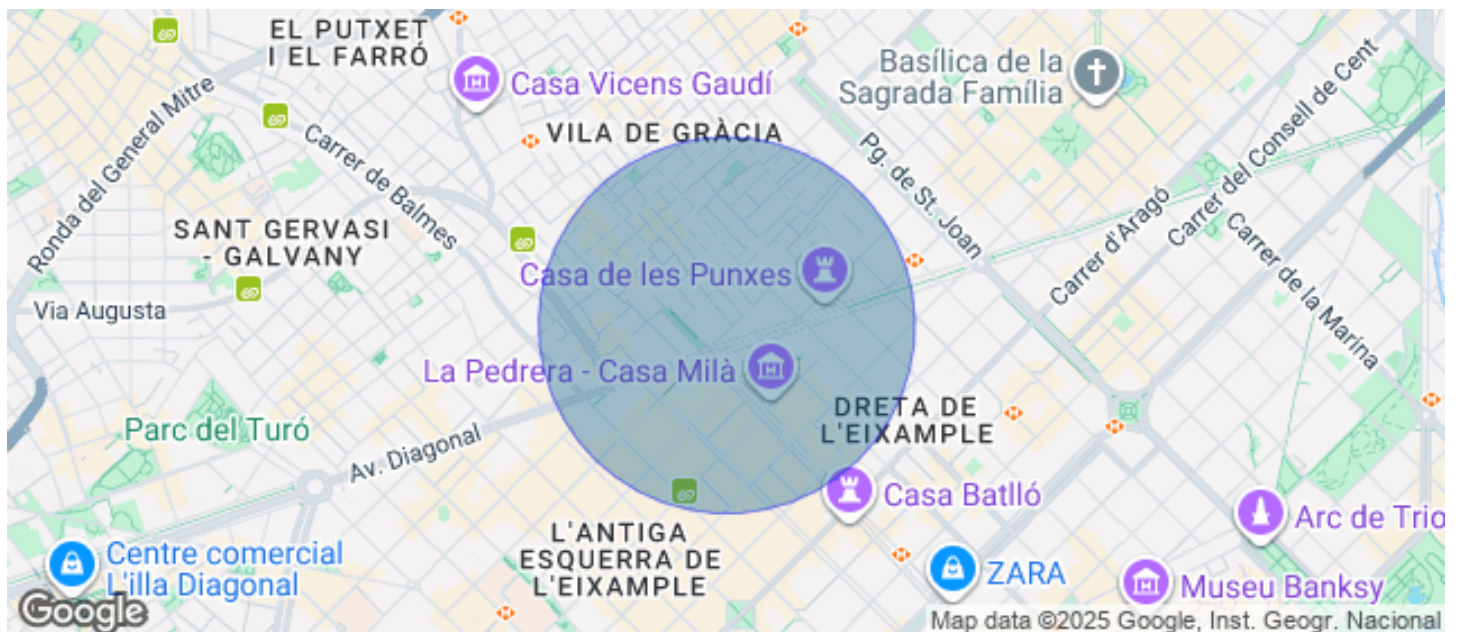 EL PUTXET
I EL FARRÓ
Casa Vicens Gaudí
Basílica de la
Sagrada Família
Ronda del General Mitre
Carrer de Balmes
VILA DE GRÀCIA
Pg. de St. Joan
Carrer d'Aragó
Carrer del Consell de Cent
Carrer de la Marina
SANT GERVASI
- GALVANY
Via Augusta
Casa de les Punxes
La Pedrera - Casa Milà
Parc del Turó
Av. Diagonal
DRETA DE
L'EIXAMPLE
Casa Batlló
L'ANTIGA
ESQUERRA DE
L'EIXAMPLE
Arc de Trio
Centre comercial
L'illa Diagonal
ZARA
Museu Banksy
Google
Map data ©2025 Google, Inst. Geogr. Nacional